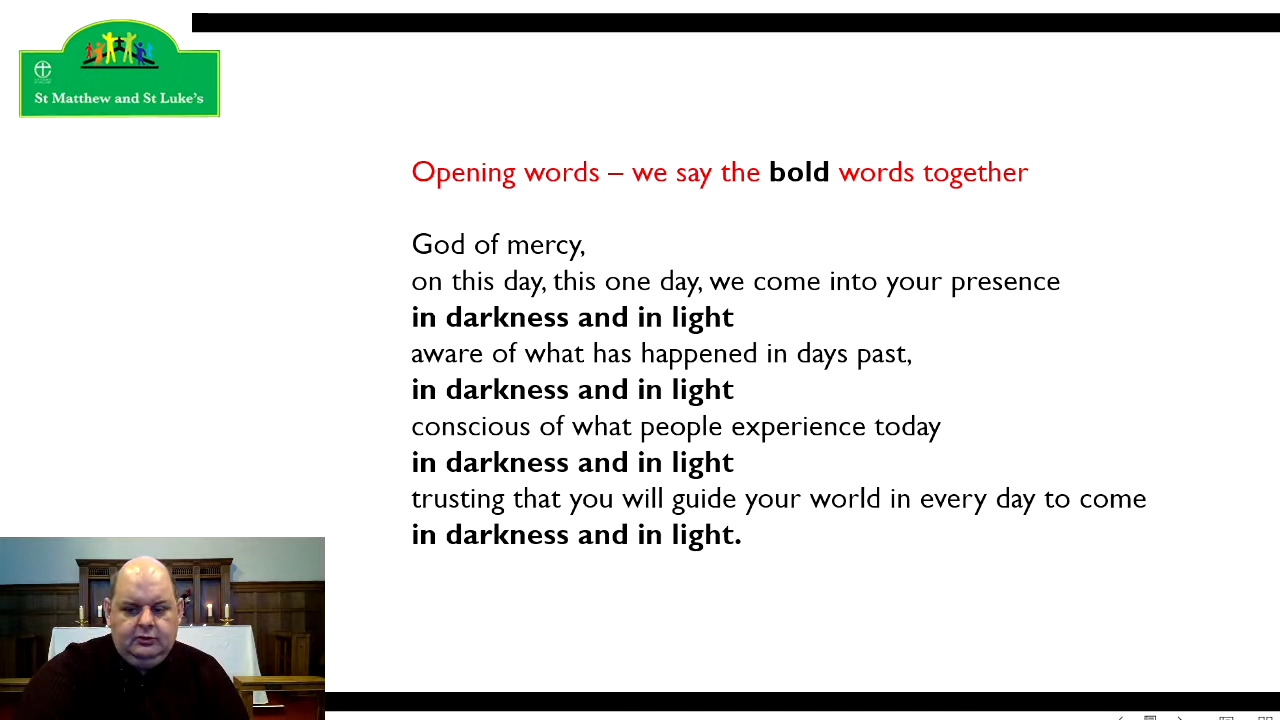 St Matthew and St Luke's
Opening words – we say the bold words together
God of mercy,
on this day, this one day, we come into your presence
in darkness and in light
aware of what has happened in days past,
in darkness and in light
conscious of what people experience today
in darkness and in light
trusting that you will guide your world in every day to come
in darkness and in light.